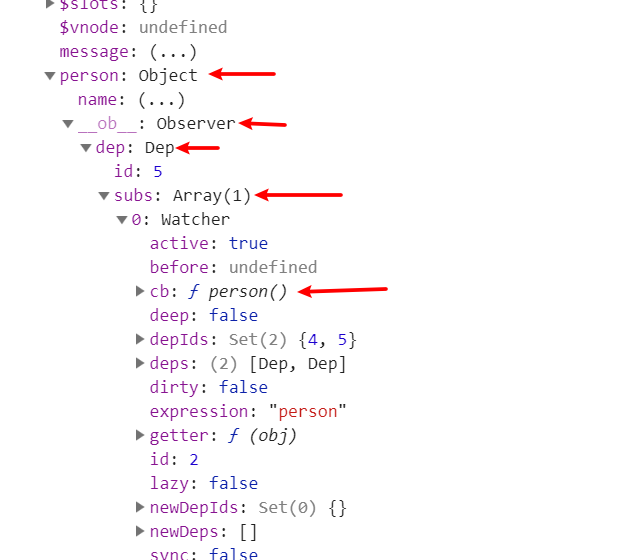 $slots: {}
$vnode: undefined
message: (...)
person: Object
name: (...)
__ob__: Observer
dep: Dep
id: 5
subs: Array(1)
0: Watcher
active: true
before: undefined
cb: ƒ person()
deep: false
depIds: Set(2) {4, 5}
deps: (2) [Dep, Dep]
dirty: false
expression: "person"
getter: ƒ (obj)
id: 2
lazy: false
newDepIds: Set(0) {}
newDeps: []
sync: false